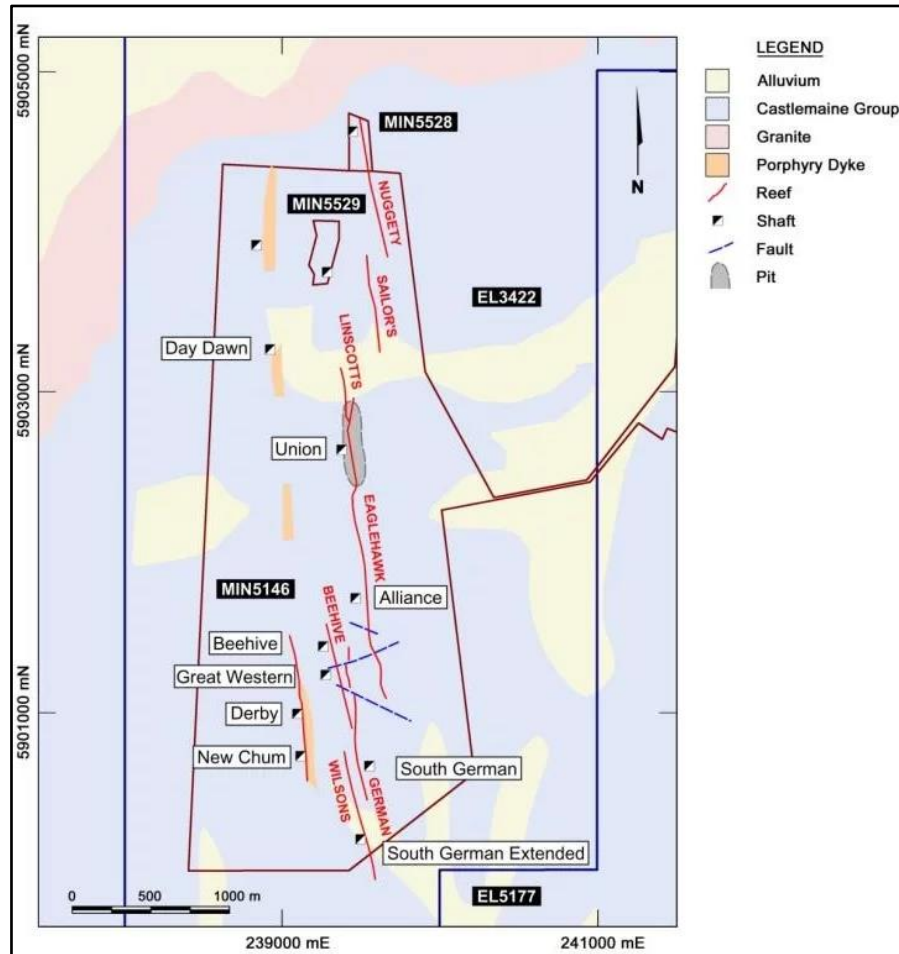 5905000 mN
5903000 mN
5901000 mN
MIN5528
NUGGETY
MIN5529
SAILOR'S
EL3422
LINSCOTTS
Day Dawn
Union
EAGLEHAWK
MIN5146
BEEHIVE
Alliance
Beehive
Great Western
Derby
New Chum
WILSONS
GERMAN
South German
South German Extended
EL5177
0 500 1000 m
239000 mE
241000 mE
N
LEGEND
Alluvium
Castlemaine Group
Granite
Porphyry Dyke
Reef
Shaft
Fault
Pit